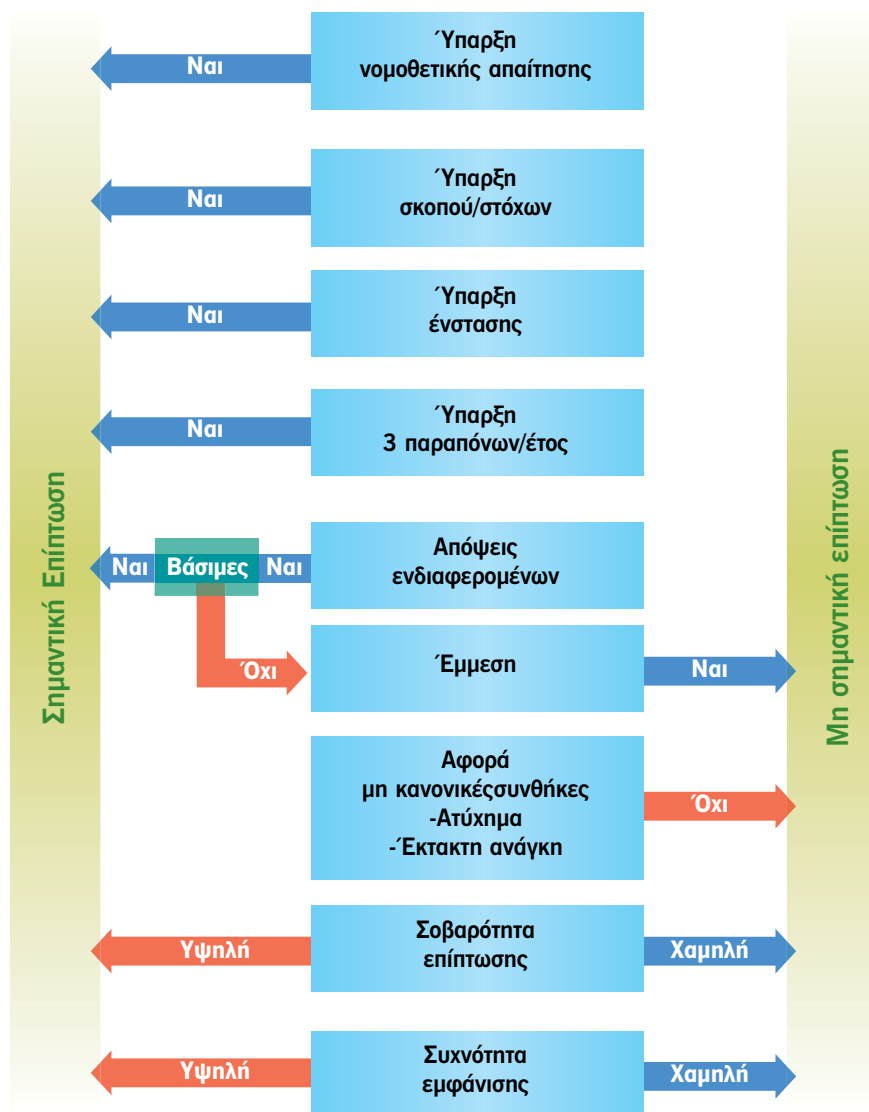 Ύπαρξη
νομοθετικής απαίτησης
Ναι
Ύπαρξη
σκοπού/στόχων
Ναι
Ύπαρξη
ένστασης
Ναι
Ύπαρξη
3 παραπόνων/έτος
Ναι
Απόψεις
ενδιαφερομένων
Ναι Βάσιμες Ναι
Όχι
Έμμεση
Ναι
Αφορά
μη κανονικέςσυνθήκες
-Ατύχημα
-Έκτακτη ανάγκη
Όχι
Υψηλή
Σοβαρότητα
επίπτωσης
Χαμηλή
Υψηλή
Συχνότητα
εμφάνισης
Χαμηλή
Σημαντική Επίπτωση
Μη σημαντική επίπτωση